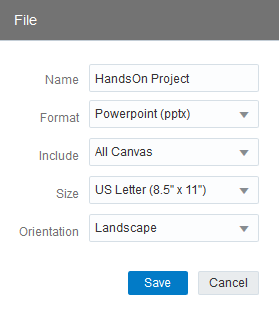 File
Name HandsOn Project
Format Powerpoint (pptx)
Include All Canvas
Size US Letter (8.5" x 11")
Orientation Landscape
Save Cancel